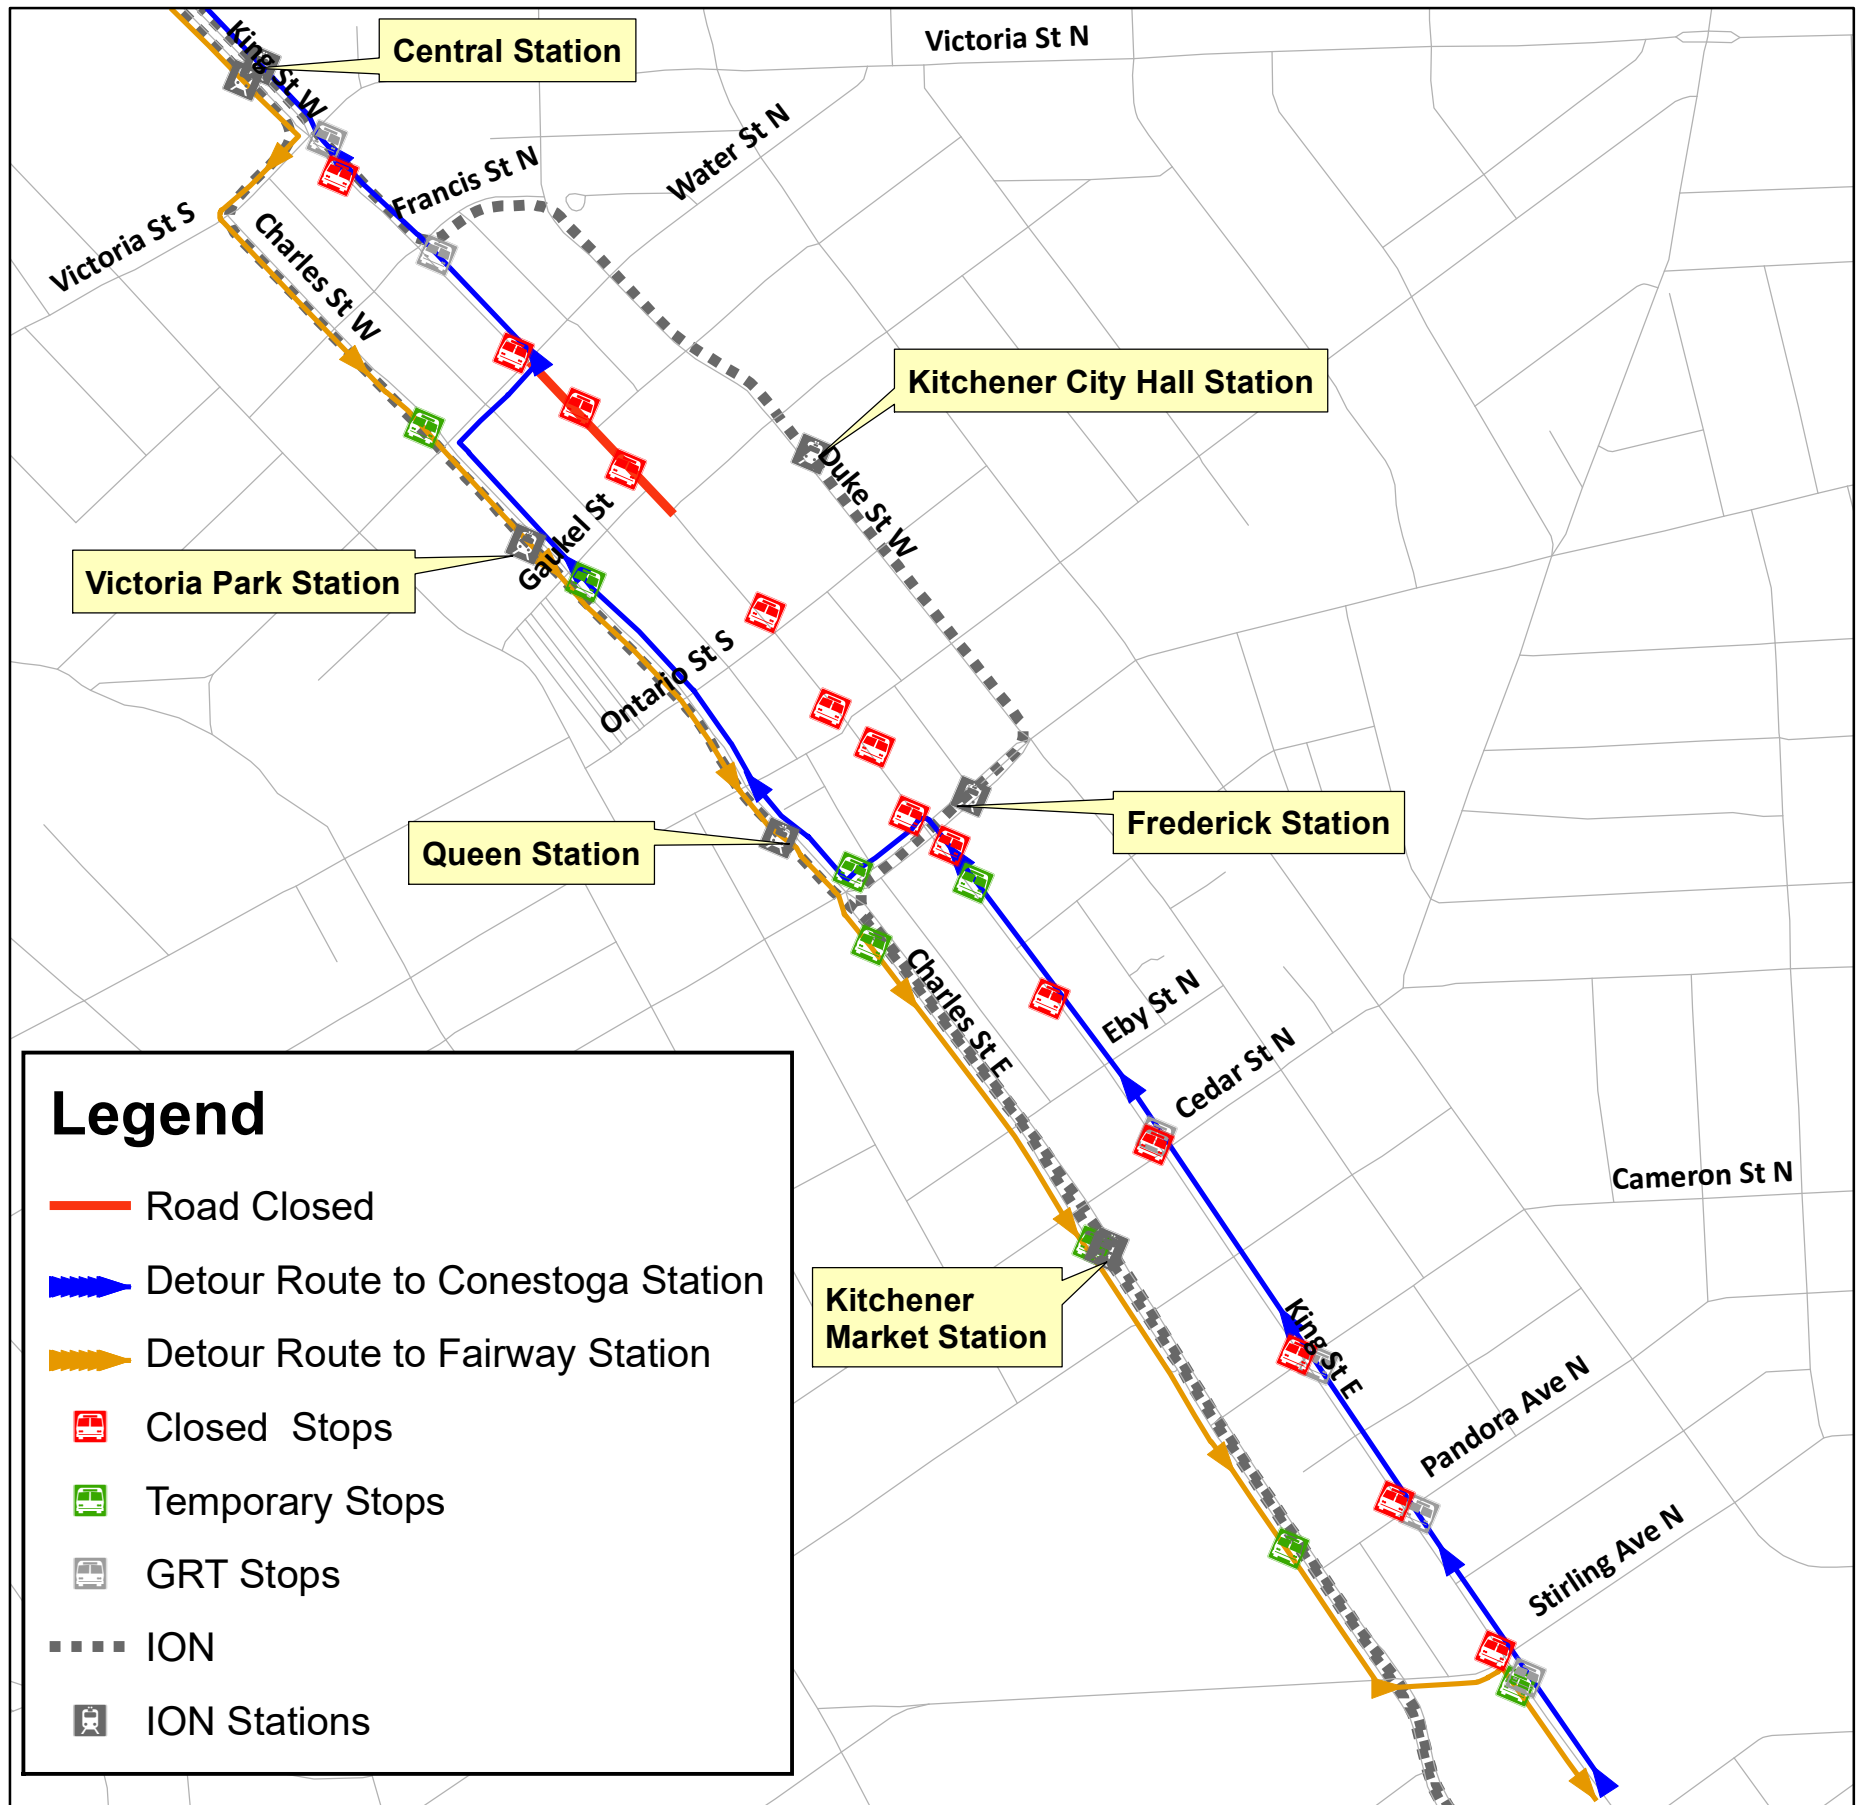 Victoria St N
King St W
Central Station
Water St N
Francis St N
Victoria St S
Charles St W
Kitchener City Hall Station
Duke St W
Gaukel St
Victoria Park Station
Ontario St S
Frederick Station
Queen Station
Charles St E
Eby St N
Cedar St N
Cameron St N
Kitchener
Market Station
King St E
Pandora Ave N
Stirling Ave N
Legend
Road Closed
Detour Route to Conestoga Station
Detour Route to Fairway Station
Closed  Stops
Temporary Stops
GRT Stops
ION
ION Stations